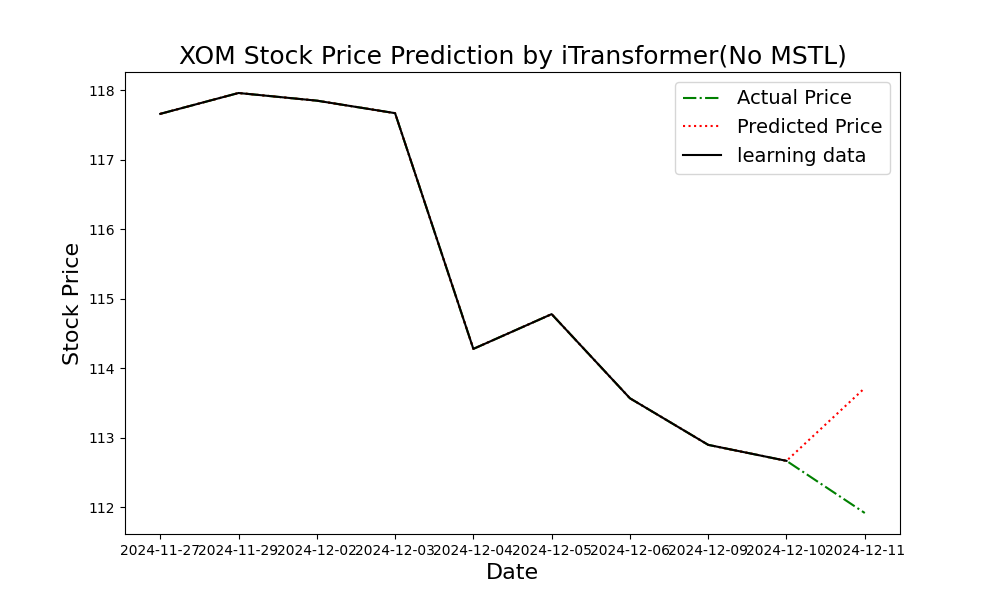 XOM Stock Price Prediction by iTransformer(No MSTL)
Actual Price
Predicted Price
learning data
118
117
116
115
114
113
112
Stock Price
2024-11-27
2024-11-29
2024-12-02
2024-12-03
2024-12-04
2024-12-05
2024-12-06
2024-12-09
2024-12-10
2024-12-11
Date